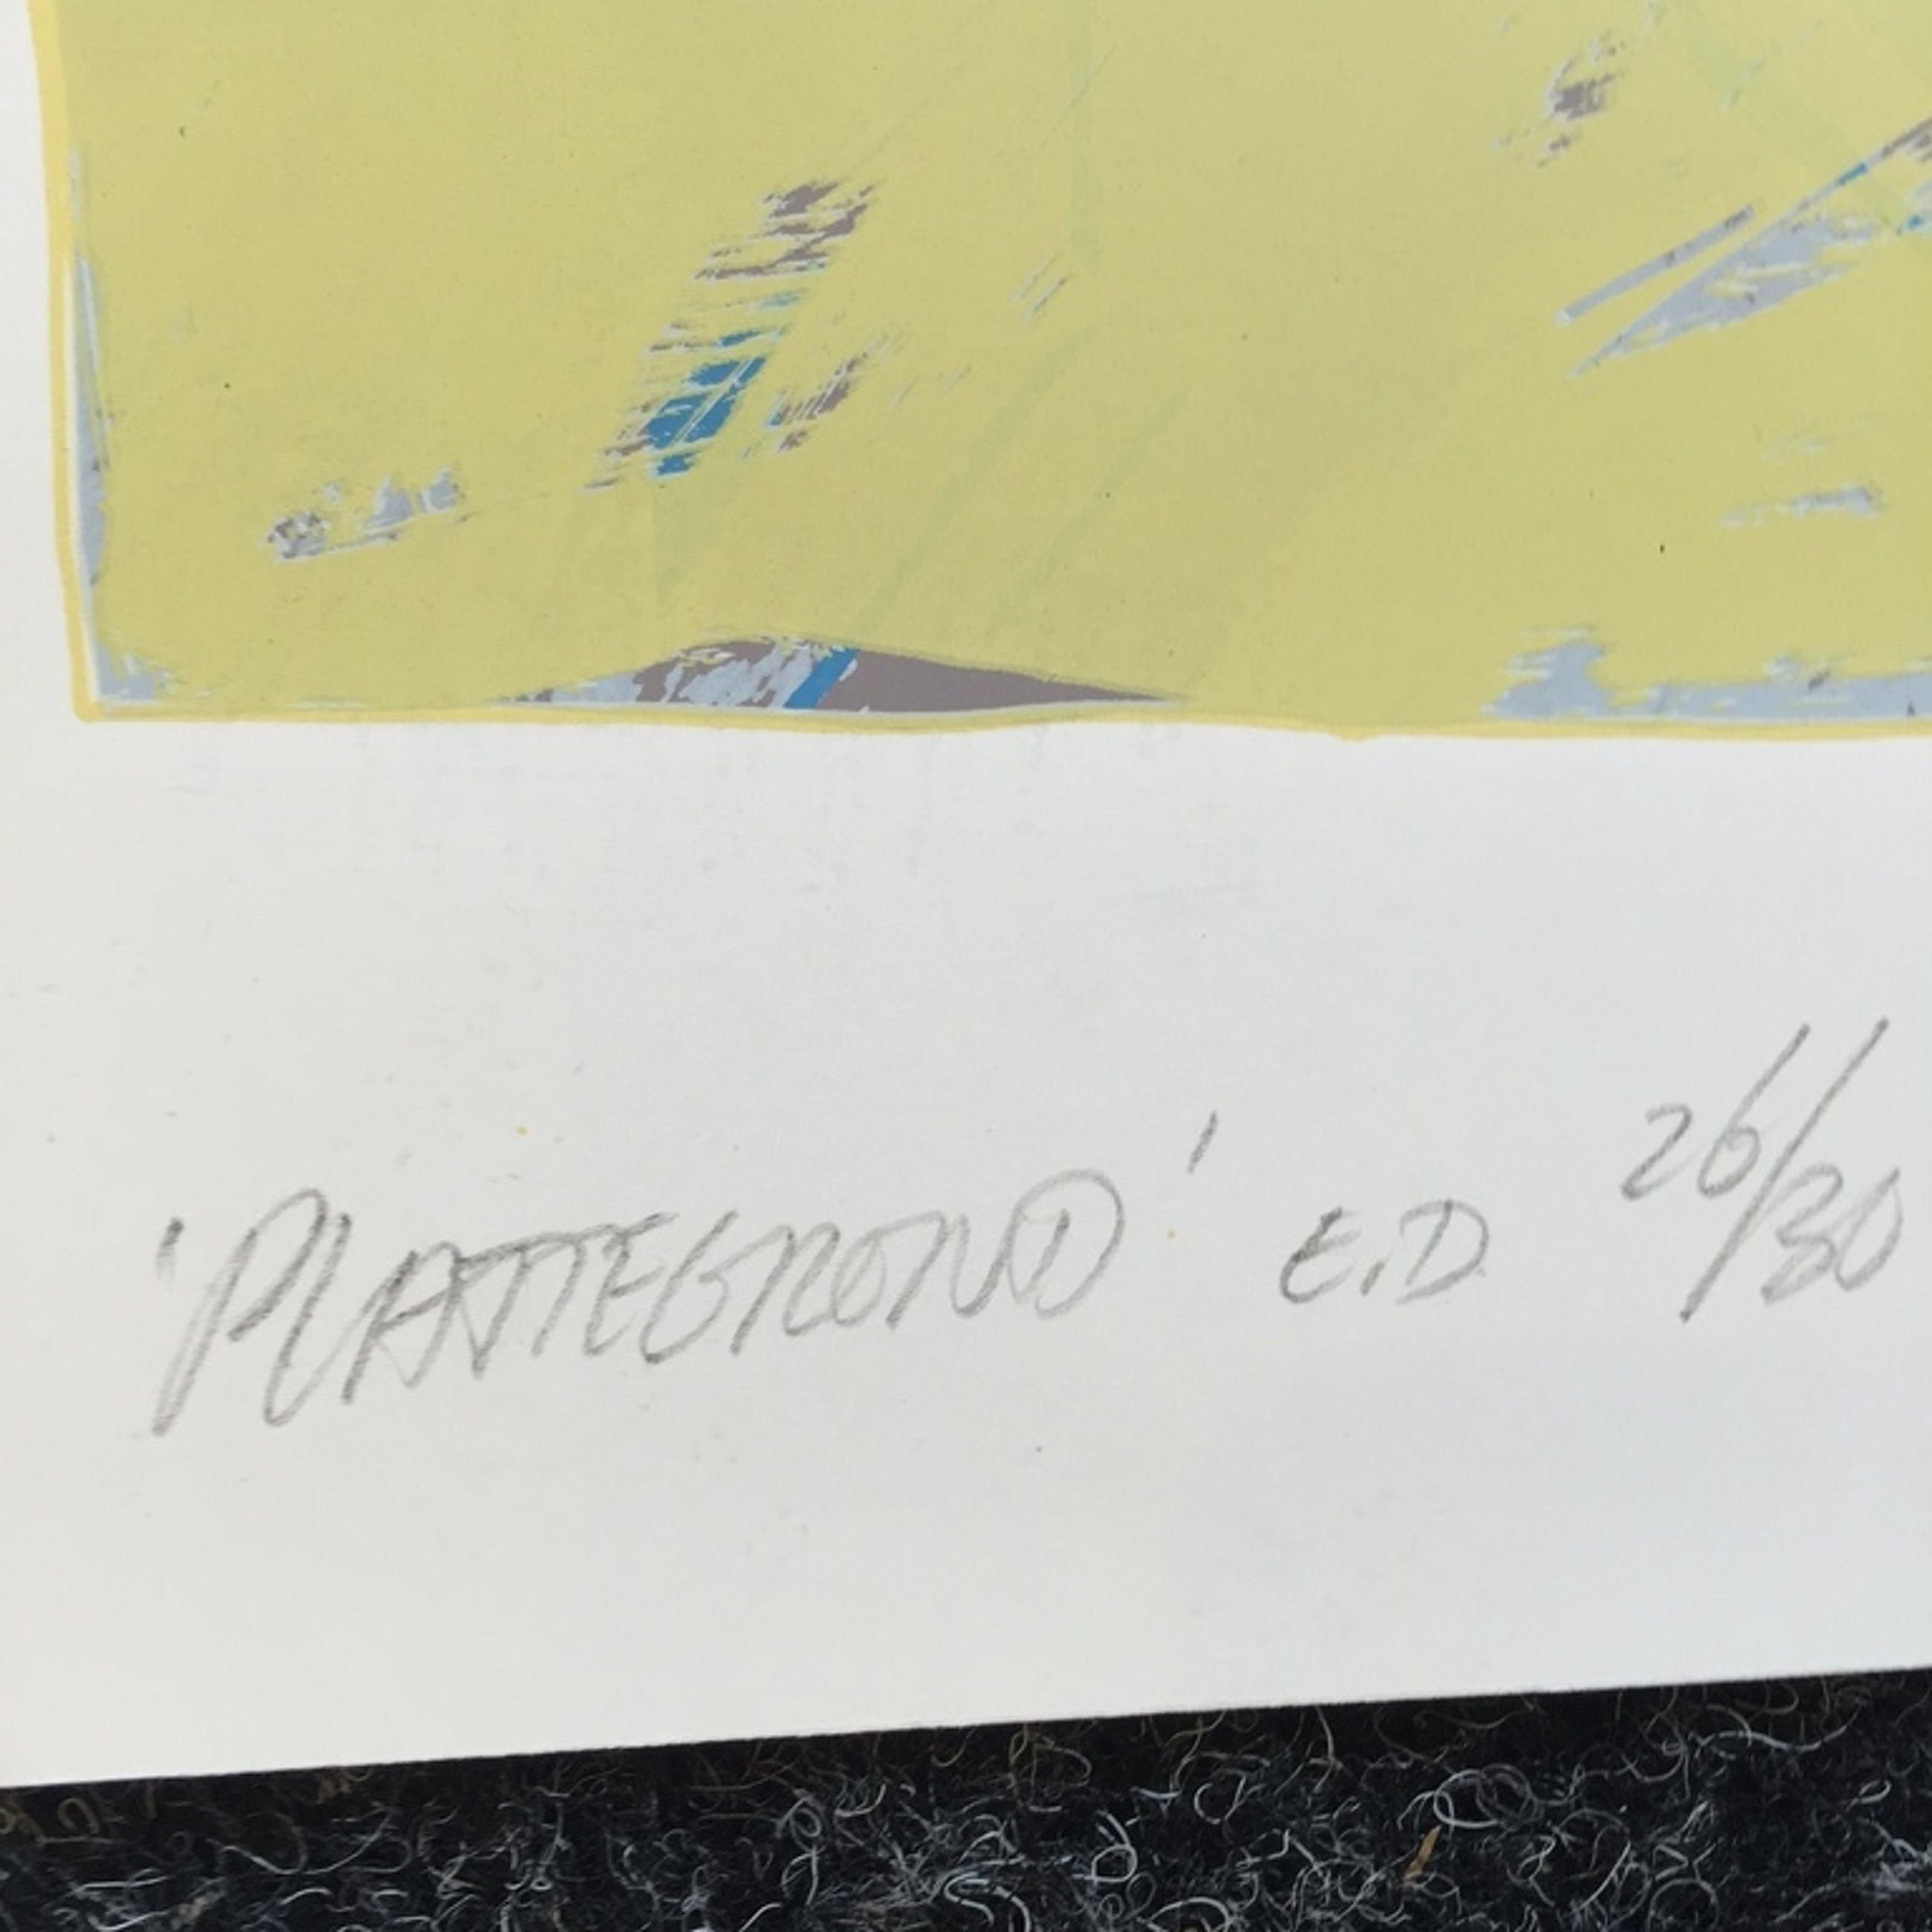 'PLATTEGROND' E.D 26/30